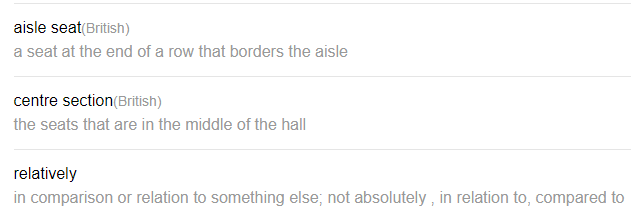 aisle seat(British)
a seat at the end of a row that borders the aisle
centre section(British)
the seats that are in the middle of the hall
relatively
in comparison or relation to something else; not absolutely , in relation to, compared to